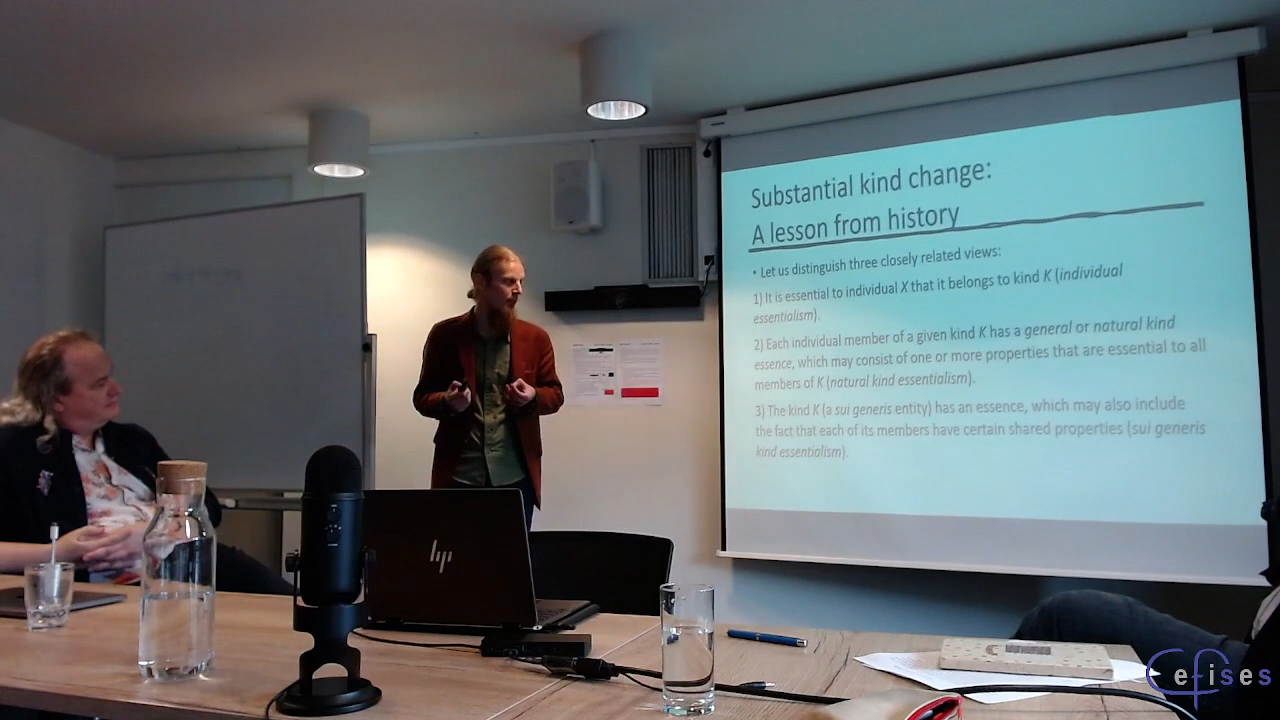 Substantial kind change:
A lesson from history
• Let us distinguish three closely related views:
1) It is essential to individual X that it belongs to kind K (individual
essentialism).
2) Each individual member of a given kind K has a general or natural kind
essence, which may consist of one or more properties that are essential to all
members of K (natural kind essentialism).
3) The kind K (a sui generis entity) has an essence, which may also include
the fact that each of its members have certain shared properties (sui generis
kind essentialism).
hp
Cefises